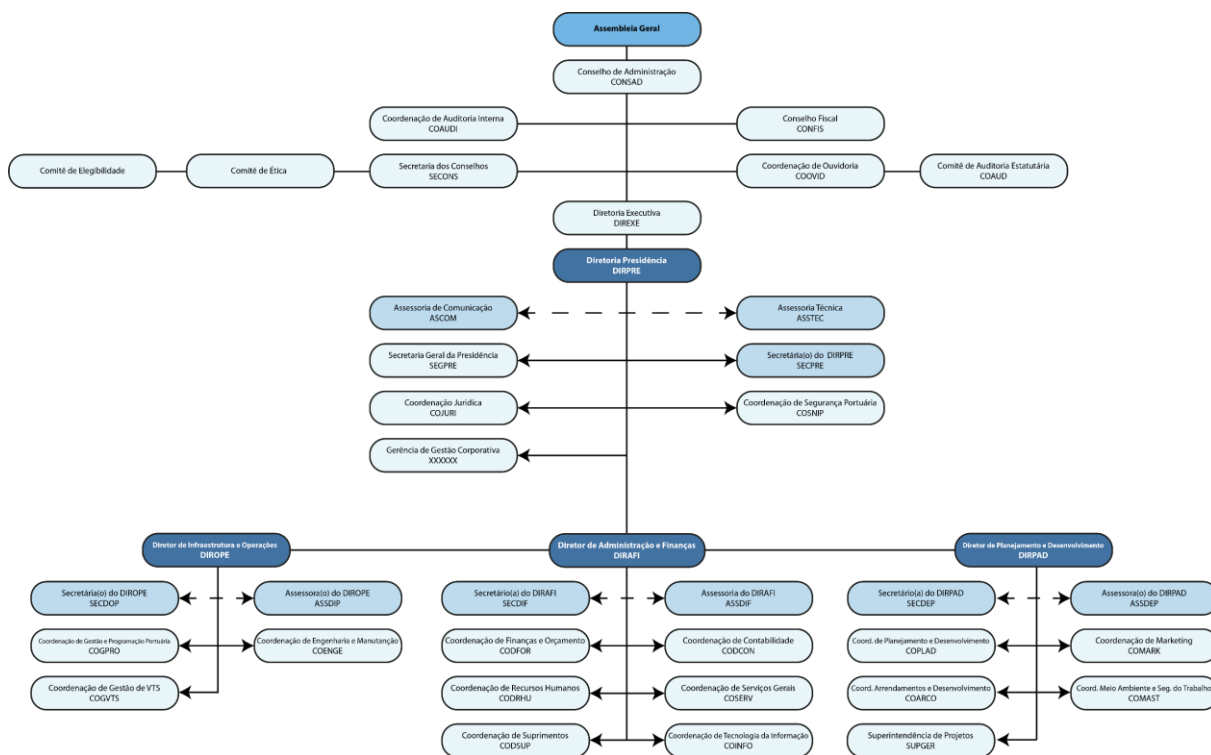 Assembleia Geral
Conselho de Administração
CONSAD
Coordenação de Auditoria Interna
COAUDI
Conselho Fiscal
CONFIS
Comitê de Elegibilidade
Comitê de Ética
Secretaria dos Conselhos
SECONS
Coordenação de Ouvidoria
COOVID
Comitê de Auditoria Estatutária
COAUD
Diretoria Executiva
DIREXE
Diretoria Presidência
DIRPRE
Assessoria de Comunicação
ASCOM
Assessoria Técnica
ASSTEC
Secretaria Geral da Presidência
SEGPRE
Secretária(o) do DIRPRE
SECPRE
Coordenação Jurídica
COJURI
Coordenação de Segurança Portuária
COSNIP
Gerência de Gestão Corporativa
XXXXXX
Diretor de Infraestrutura e Operações
DIROPE
Diretor de Administração e Finanças
DIRAFI
Diretor de Planejamento e Desenvolvimento
DIRPAD
Secretária(o) do DIROPE
SECDOP
Assessora(o) do DIROPE
ASSDIP
Secretário(a) do DIRAFI
SECDIF
Assessora do DIRAFI
ASSDIF
Secretário(a) do DIRPAD
SECDEP
Assessora(o) do DIRPAD
ASSDEP
Coordenação de Gestão e Programação Portuária
COGPRO
Coordenação de Engenharia e Manutanção
COENGE
Coordenação de Finanças e Orçamento
CODFOR
Coordenação de Contabilidade
CODCON
Coord. de Planejamento e Desenvolvimento
COPLAD
Coordenação de Marketing
COMARK
Coordenação de Gestão de VTS
COGVTS
Coordenação de Recursos Humanos
CODRHU
Coordenação de Serviços Gerais
COSERV
Coord. Arrendamentos e Desenvolvimento
COARCO
Coord. Meio Ambiente e Seg. do Trabalho
COMAST
Coordenação de Suprimentos
CODSUP
Coordenação de Tecnologia da Informação
COINFO
Superintendência de Projetos
SUPGER